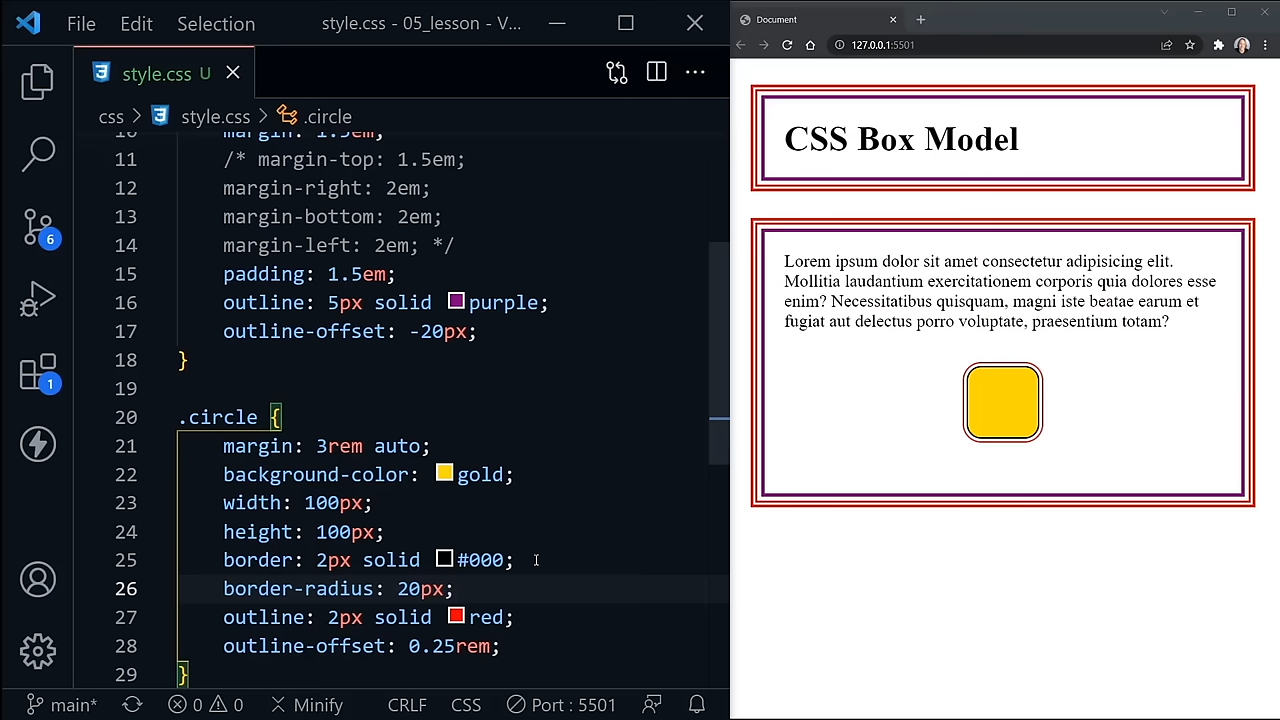 File Edit Selection style.css - 05_lesson - V...
style.css U
css > style.css > .circle
10 margin: 1.5em;
11 /* margin-top: 1.5em;
12 margin-right: 2em;
13 margin-bottom: 2em;
14 margin-left: 2em; */
15 padding: 1.5em;
16 outline: 5px solid purple;
17 outline-offset: -20px;
18 }
19
20 .circle {
21 margin: 3rem auto;
22 background-color: gold;
23 width: 100px;
24 height: 100px;
25 border: 2px solid #000;
26 border-radius: 20px;
27 outline: 2px solid red;
28 outline-offset: 0.25rem;
29 }
6
1
main* 0 0 Minify CRLF CSS Port : 5501
Document
127.0.0.1:5501
CSS Box Model
Lorem ipsum dolor sit amet consectetur adipisicing elit.
Mollitia laudantium exercitationem corporis quia dolores esse
enim? Necessitatibus quisquam, magni iste beatae earum et
fugiat aut delectus porro voluptate, praesentium totam?